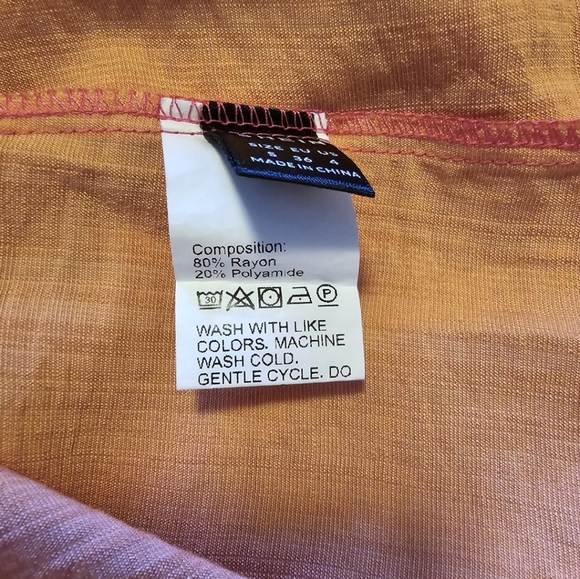 SIZE EU US
S 36 4
MADE IN CHINA
Composition:
80% Rayon
20% Polyamide
30
P
WASH WITH LIKE
COLORS. MACHINE
WASH COLD.
GENTLE CYCLE. DO